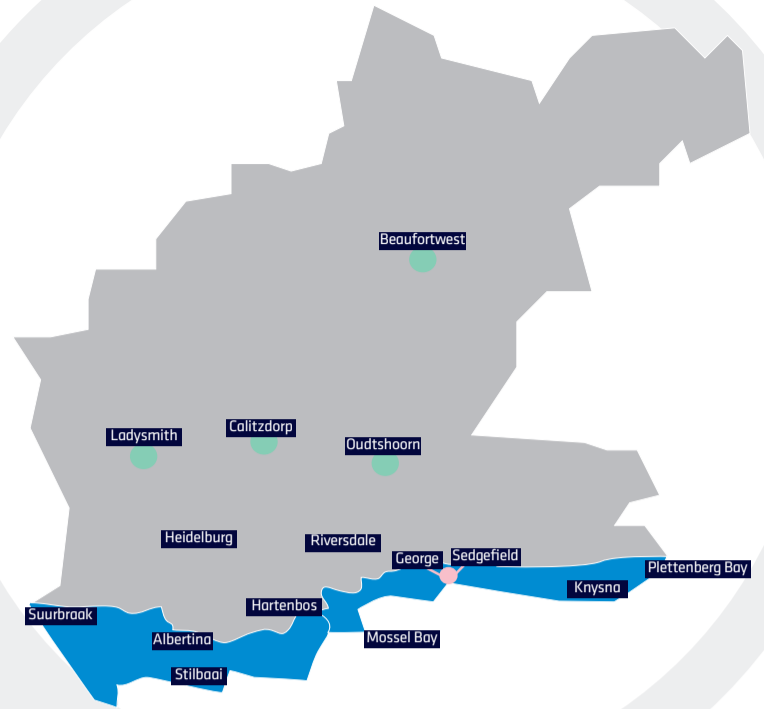 Beaufortwest
Calitzdorp
Ladysmith
Oudtshoorn
Heidelburg
Riversdale
George
Sedgefield
Plettenberg Bay
Knysna
Hartenbos
Suurbraak
Albertina
Mossel Bay
Stilbaai